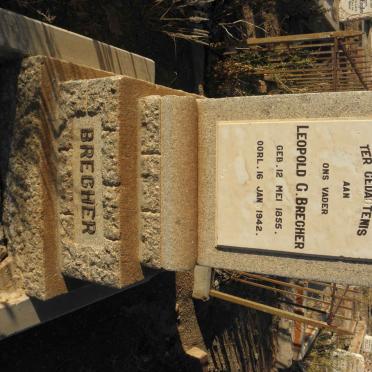 TER GEDAGTENIS
AAN
ONS VADER
LEOPOLD G. BRECHER
GEB. 12 MEI 1855.
OORL. 16 JAN 1942.
BRECHER